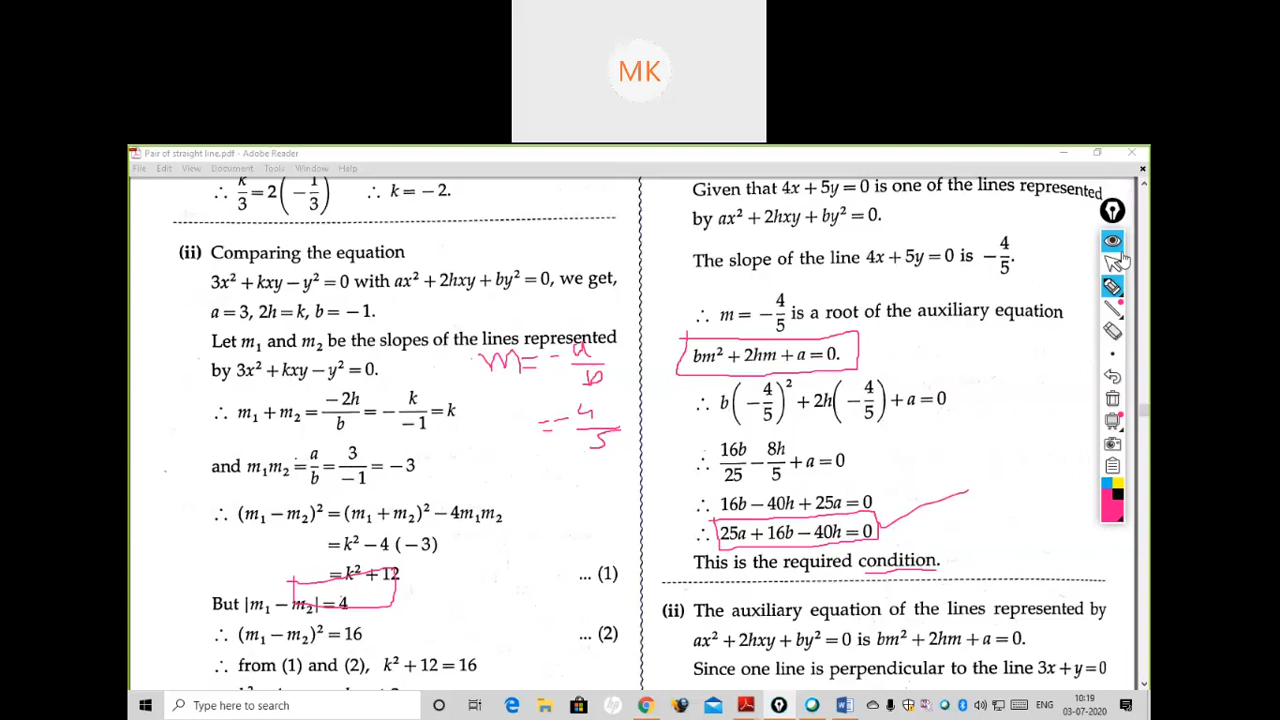 MK
Pair of straight line.pdf - Adobe Reader
File Edit View Document Tools Window Help
∴ k/3 = 2(−1/3) ∴ k = −2.
(ii) Comparing the equation
3x² + kxy − y² = 0 with ax² + 2hxy + by² = 0, we get,
a = 3, 2h = k, b = −1.
Let m₁ and m₂ be the slopes of the lines represented
by 3x² + kxy − y² = 0.
m = − a/b
∴ m₁ + m₂ = −2h/b = − k/−1 = k
= − 4/5
and m₁m₂ = a/b = 3/−1 = −3
∴ (m₁ − m₂)² = (m₁ + m₂)² − 4m₁m₂
= k² − 4 (−3)
= k² + 12 ... (1)
But |m₁ − m₂| = 4
∴ (m₁ − m₂)² = 16 ... (2)
∴ from (1) and (2), k² + 12 = 16
Given that 4x + 5y = 0 is one of the lines represented
by ax² + 2hxy + by² = 0.
The slope of the line 4x + 5y = 0 is − 4/5.
∴ m = − 4/5 is a root of the auxiliary equation
bm² + 2hm + a = 0.
∴ b(− 4/5)² + 2h(− 4/5) + a = 0
∴ 16b/25 − 8h/5 + a = 0
∴ 16b − 40h + 25a = 0
∴ 25a + 16b − 40h = 0
This is the required condition.
(ii) The auxiliary equation of the lines represented by
ax² + 2hxy + by² = 0 is bm² + 2hm + a = 0.
Since one line is perpendicular to the line 3x + y = 0
Type here to search
ENG
10:19
03-07-2020